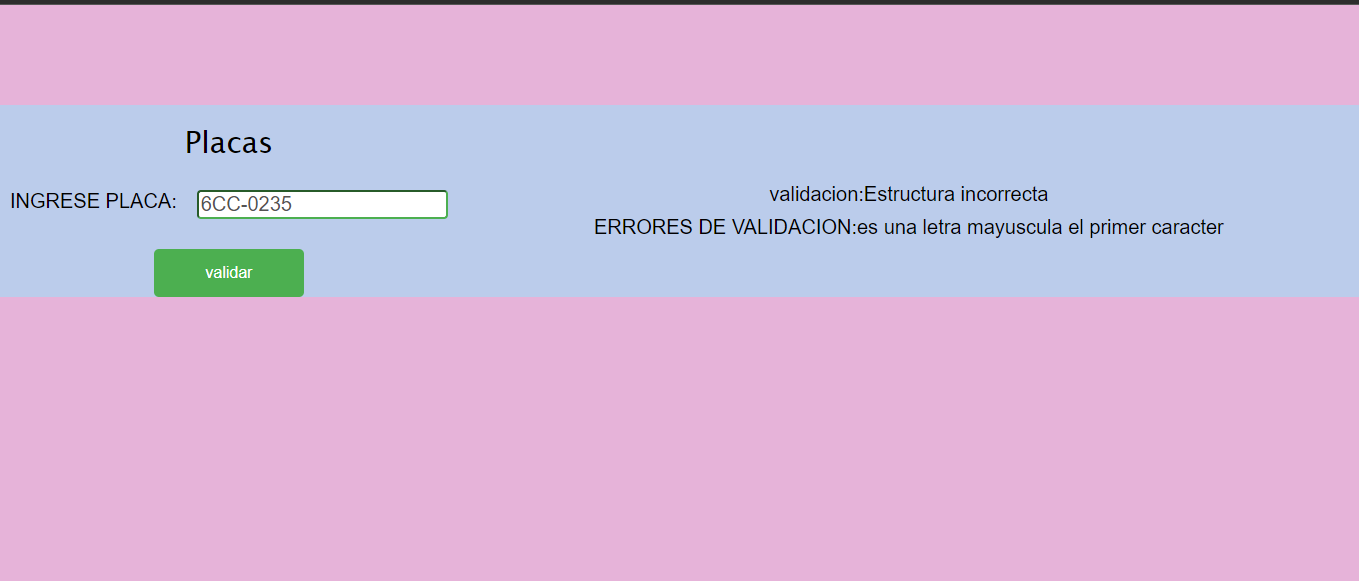 Placas
INGRESE PLACA: 6CC-0235
validar
validacion:Estructura incorrecta
ERRORES DE VALIDACION:es una letra mayuscula el primer caracter